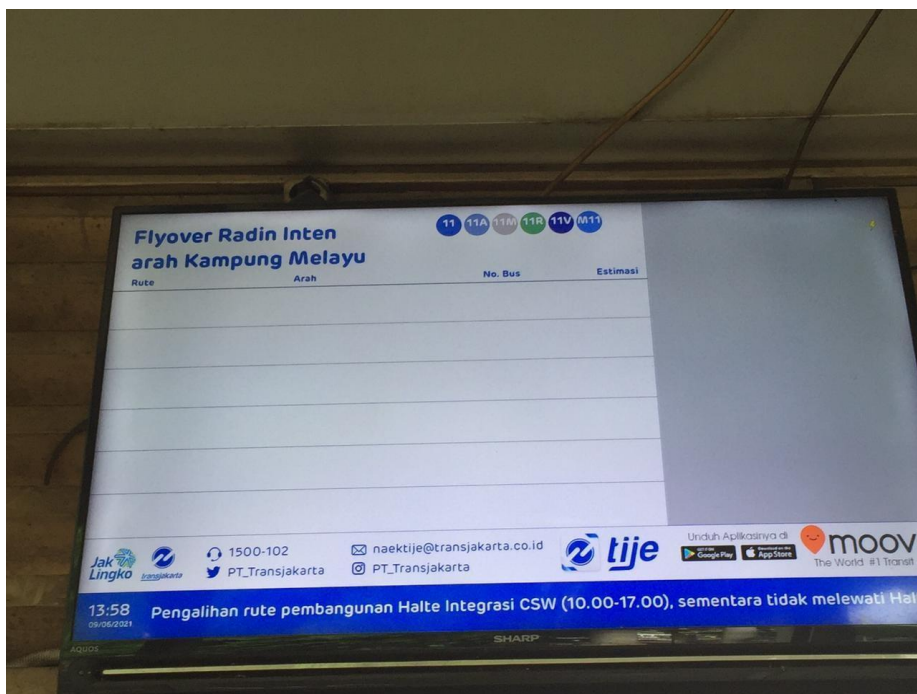 Flyover Radin Inten
arah Kampung Melayu
11 11A 11M 11R 11V M11
Rute Arah No. Bus Estimasi
Jak Lingko
transjakarta
1500-102
PT_Transjakarta
naektije@transjakarta.co.id
PT_Transjakarta
tije
Unduh Aplikasinya di
Google Play
App Store
moov
The World #1 Transit
13:58
09/06/2021
Pengalihan rute pembangunan Halte Integrasi CSW (10.00-17.00), sementara tidak melewati Hal
AQUOS
SHARP